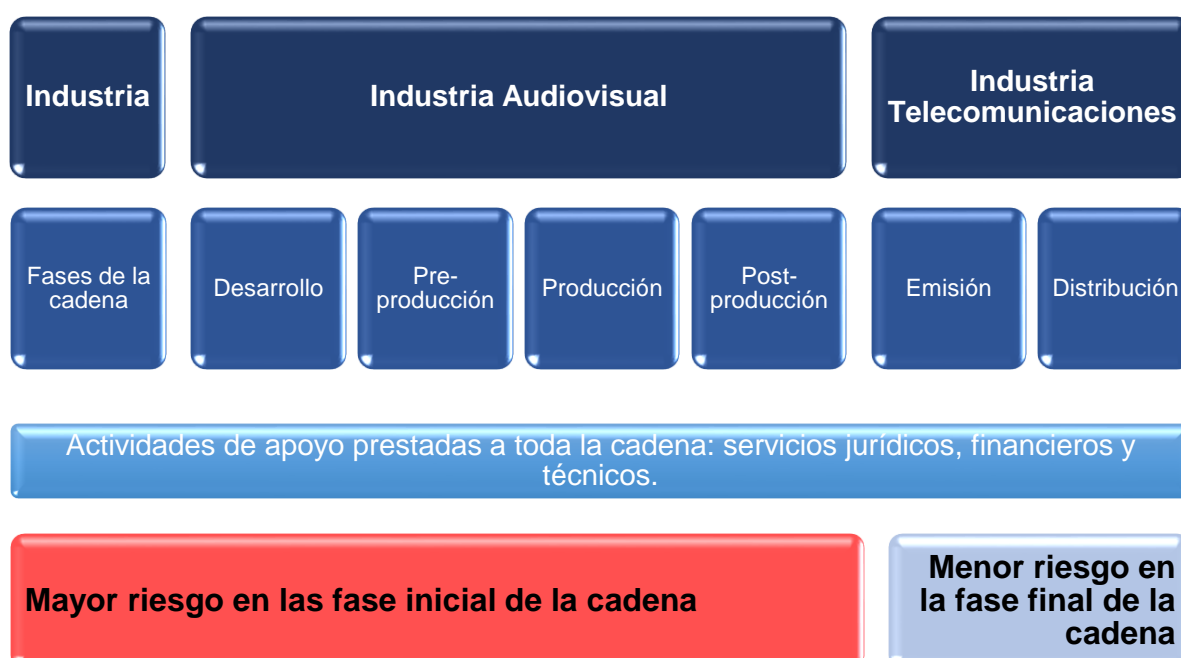 Industria
Industria Audiovisual
Industria
Telecomunicaciones
Fases de la
cadena
Desarrollo
Pre-
producción
Producción
Post-
producción
Emisión
Distribución
Actividades de apoyo prestadas a toda la cadena: servicios jurídicos, financieros y
técnicos.
Mayor riesgo en las fase inicial de la cadena
Menor riesgo en
la fase final de la
cadena